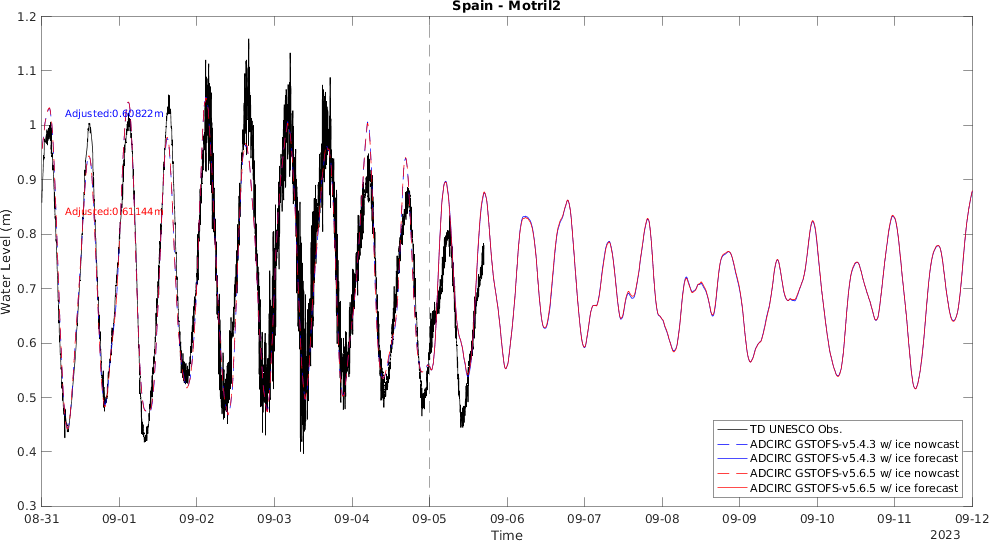 Spain - Motril2
1.2
1.1
1
0.9
0.8
0.7
0.6
0.5
0.4
0.3
Water Level (m)
Adjusted:0.60822m
Adjusted:0.61144m
TD UNESCO Obs.
ADCIRC GSTOFS-v5.4.3 w/ ice nowcast
ADCIRC GSTOFS-v5.4.3 w/ ice forecast
ADCIRC GSTOFS-v5.6.5 w/ ice nowcast
ADCIRC GSTOFS-v5.6.5 w/ ice forecast
08-31 09-01 09-02 09-03 09-04 09-05 09-06 09-07 09-08 09-09 09-10 09-11 09-12
Time
2023